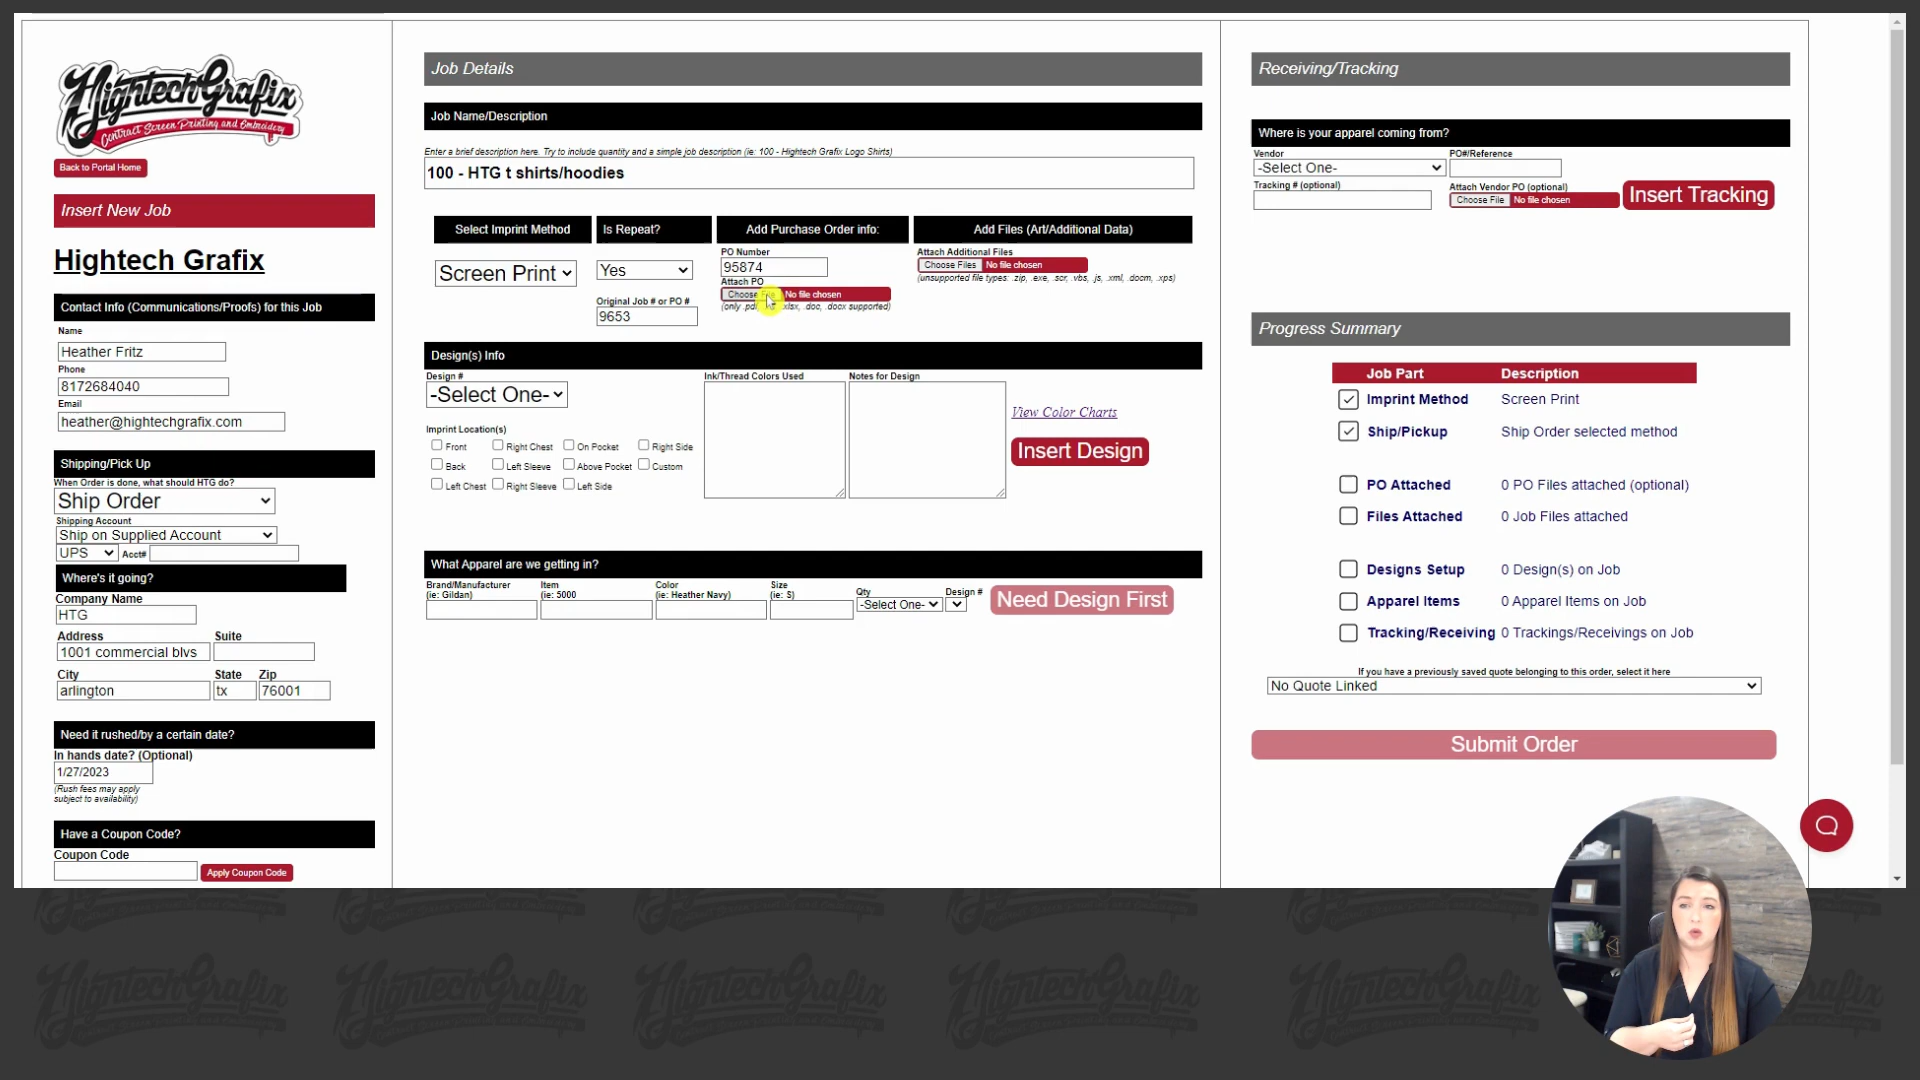 Hightech Grafix
Contract Screen Printing and Embroidery
Back to Portal Home
Insert New Job
Hightech Grafix
Contact Info (Communications/Proofs) for this Job
Name
Heather Fritz
Phone
8172684040
Email
heather@hightechgrafix.com
Shipping/Pick Up
When Order is done, what should HTG do?
Ship Order
Shipping Account
Ship on Supplied Account
UPS Acct#
Where's it going?
Company Name
HTG
Address Suite
1001 commercial blvs
City State Zip
arlington tx 76001
Need it rushed/by a certain date?
In hands date? (Optional)
1/27/2023
(Rush fees may apply
subject to availability)
Have a Coupon Code?
Coupon Code
Apply Coupon Code
Job Details
Job Name/Description
Enter a brief description here. Try to include quantity and a simple job description (ie: 100 - Hightech Grafix Logo Shirts)
100 - HTG t shirts/hoodies
Select Imprint Method Is Repeat? Add Purchase Order info: Add Files (Art/Additional Data)
Screen Print
Yes
Original Job # or PO #
9653
PO Number
95874
Attach PO
Choose File No file chosen
(only .pdf, .xlsx, .doc, .docx supported)
Attach Additional Files
Choose Files No file chosen
(unsupported file types: .zip, .exe, .scr, .vbs, .js, .xml, .docm, .xps)
Design(s) Info
Design # Ink/Thread Colors Used Notes for Design
-Select One-
View Color Charts
Imprint Location(s)
Front Right Chest On Pocket Right Side
Back Left Sleeve Above Pocket Custom
Left Chest Right Sleeve Left Side
Insert Design
What Apparel are we getting in?
Brand/Manufacturer Item Color Size
(ie: Gildan) (ie: 5000 (ie: Heather Navy) (ie: S) Qty Design #
-Select One-
Need Design First
Receiving/Tracking
Where is your apparel coming from?
Vendor PO#/Reference
-Select One-
Tracking # (optional) Attach Vendor PO (optional)
Choose File No file chosen
Insert Tracking
Progress Summary
Job Part Description
Imprint Method Screen Print
Ship/Pickup Ship Order selected method
PO Attached 0 PO Files attached (optional)
Files Attached 0 Job Files attached
Designs Setup 0 Design(s) on Job
Apparel Items 0 Apparel Items on Job
Tracking/Receiving 0 Trackings/Receivings on Job
If you have a previously saved quote belonging to this order, select it here
No Quote Linked
Submit Order